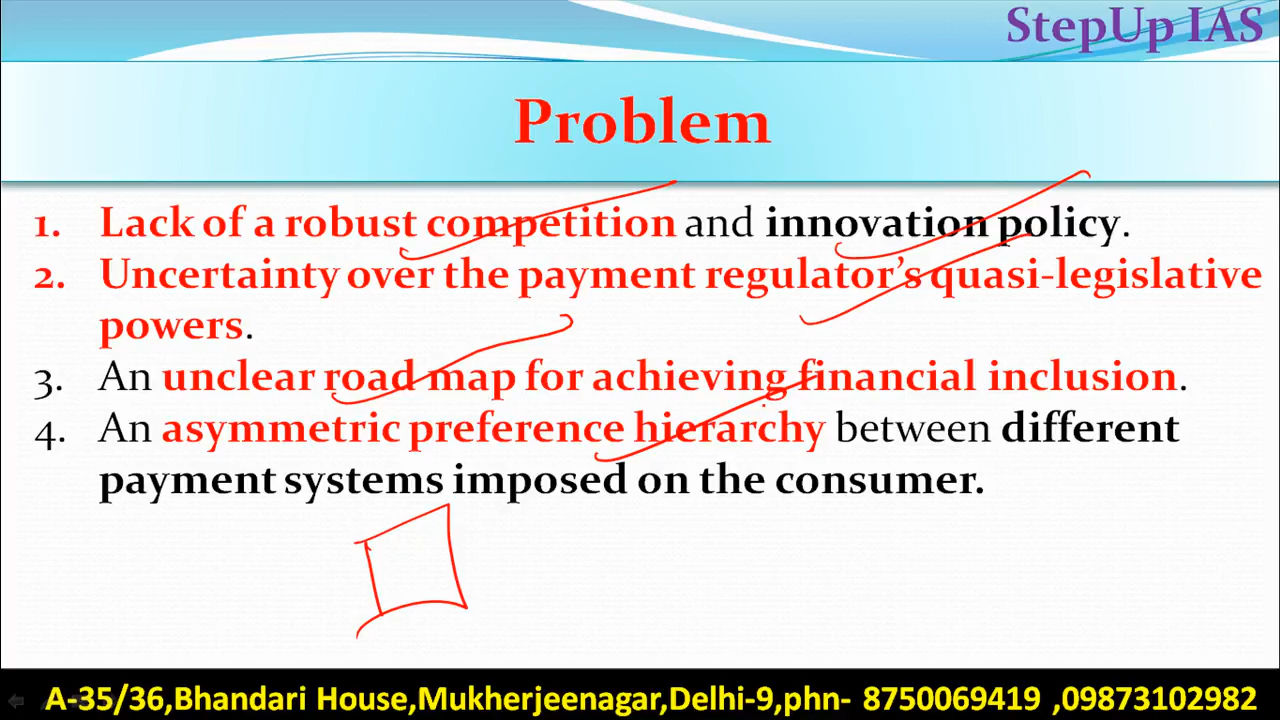 StepUp IAS
Problem
1. Lack of a robust competition and innovation policy.
2. Uncertainty over the payment regulator's quasi-legislative
powers.
3. An unclear road map for achieving financial inclusion.
4. An asymmetric preference hierarchy between different
payment systems imposed on the consumer.
A-35/36,Bhandari House,Mukherjeenagar,Delhi-9,phn- 8750069419 ,09873102982